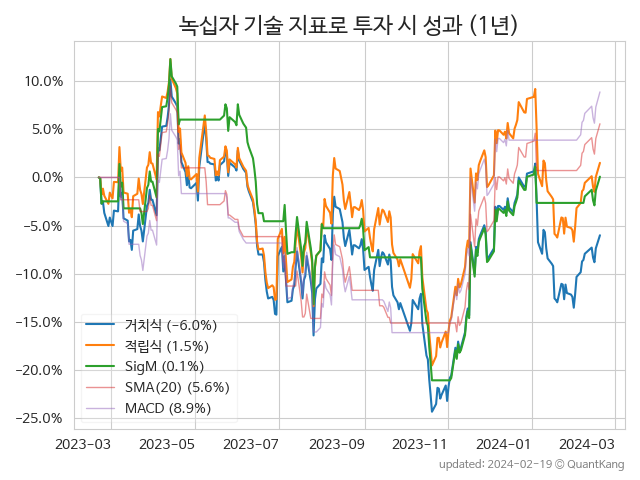 녹십자 기술 지표로 투자 시 성과 (1년)
10.0%
5.0%
0.0%
−5.0%
−10.0%
−15.0%
−20.0%
−25.0%
거치식 (−6.0%)
적립식 (1.5%)
SigM (0.1%)
SMA(20) (5.6%)
MACD (8.9%)
2023-03 2023-05 2023-07 2023-09 2023-11 2024-01 2024-03
updated: 2024-02-19 © QuantKang